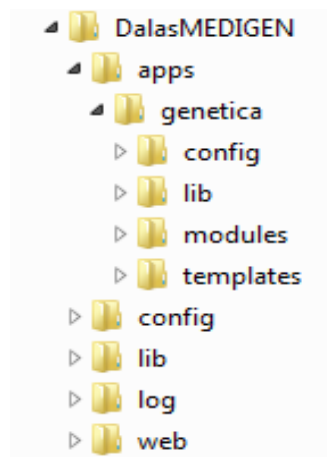 DalasMEDIGEN
apps
genetica
config
lib
modules
templates
config
lib
log
web